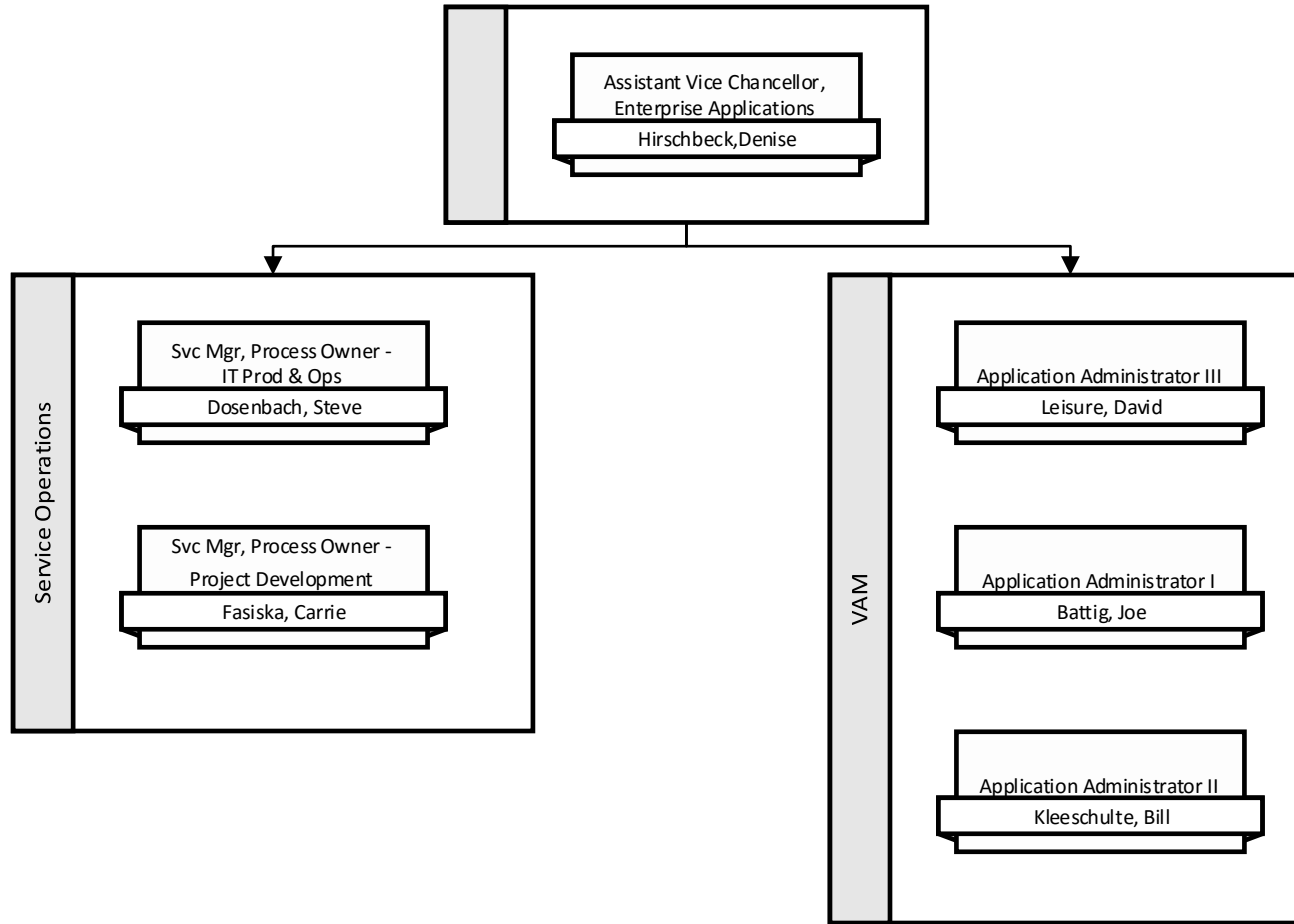 Assistant Vice Chancellor,
Enterprise Applications
Hirschbeck,Denise
Service Operations
Svc Mgr, Process Owner -
IT Prod & Ops
Dosenbach, Steve
Svc Mgr, Process Owner -
Project Development
Fasiska, Carrie
VAM
Application Administrator III
Leisure, David
Application Administrator I
Battig, Joe
Application Administrator II
Kleeschulte, Bill